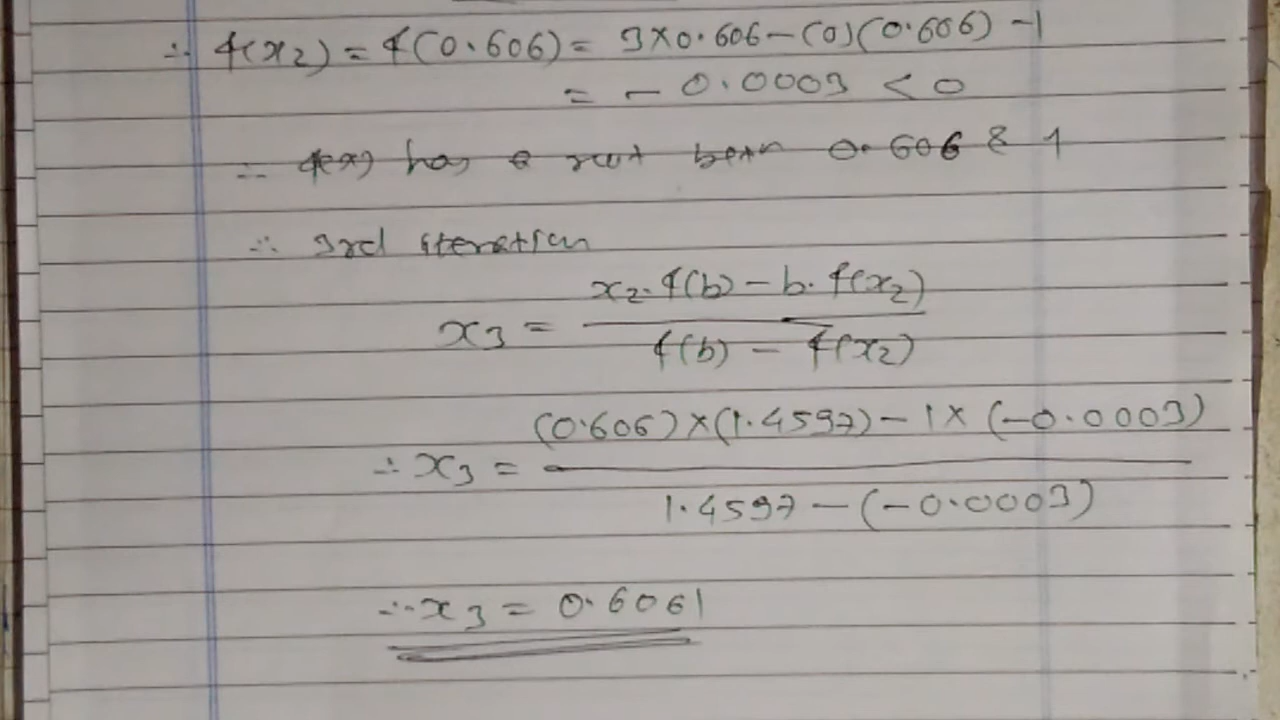 ∴ f(x₂) = f(0.606) = 3×0.606 – cos(0.606) – 1
= – 0.0003 < 0
∴ f(x) has a root betn 0.606 & 1
∴ 3rd iteration
x₃ = (x₂·f(b) – b·f(x₂)) / (f(b) – f(x₂))
∴ x₃ = ((0.606)×(1.4597) – 1×(–0.0003)) / (1.4597 – (–0.0003))
∴ x₃ = 0.6061